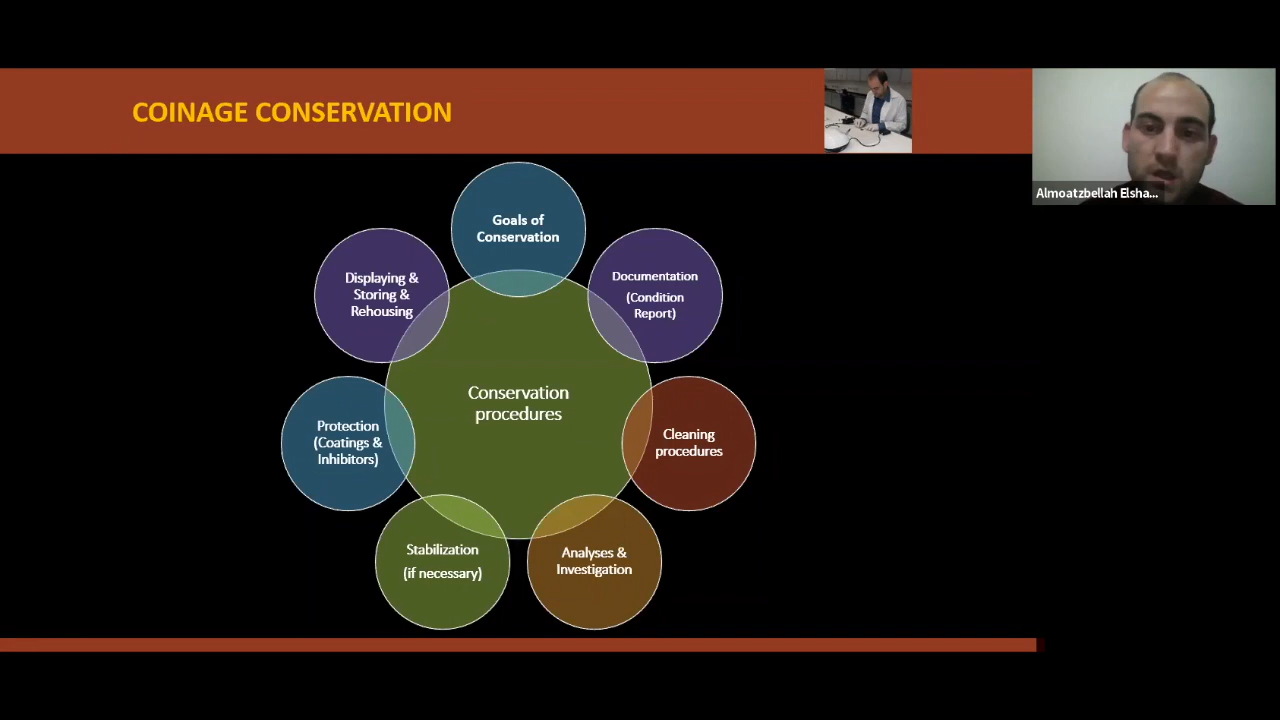 COINAGE CONSERVATION
Almoatzbellah Elsha...
Goals of
Conservation
Documentation
(Condition
Report)
Cleaning
procedures
Analyses &
Investigation
Stabilization
(if necessary)
Protection
(Coatings &
Inhibitors)
Displaying &
Storing &
Rehousing
Conservation
procedures